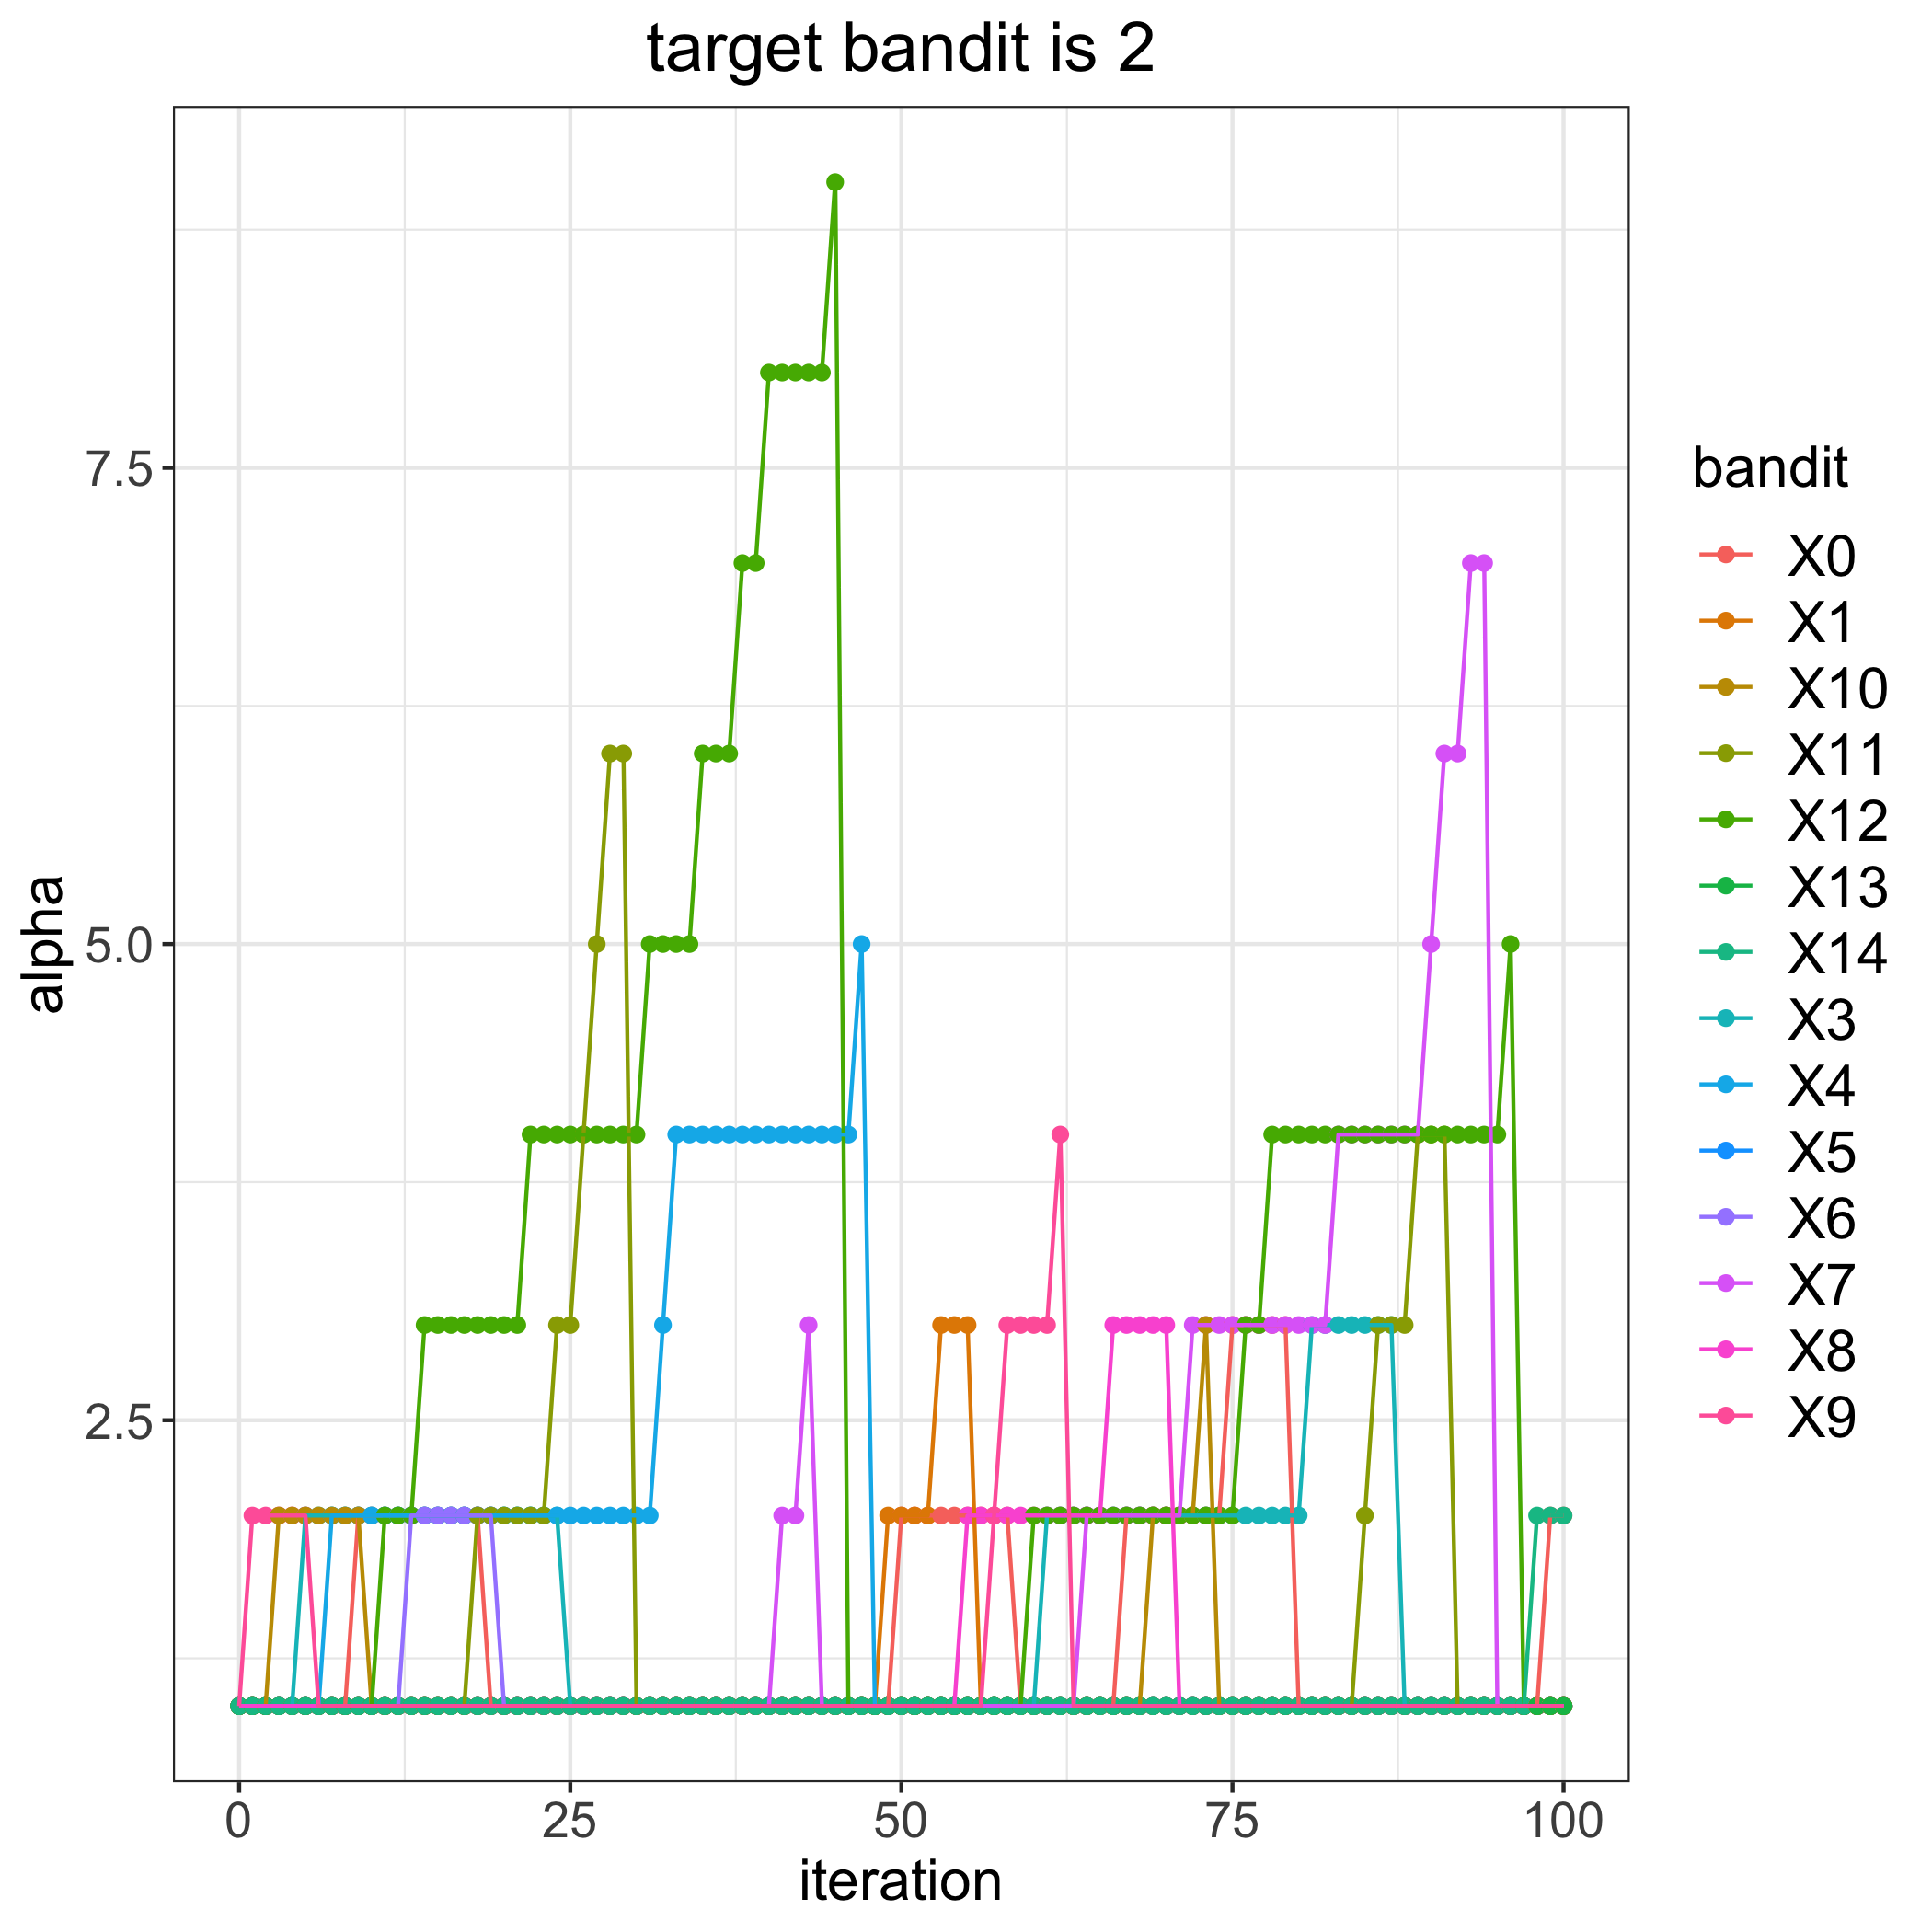 target bandit is 2
alpha
7.5
5.0
2.5
0
25
50
75
100
iteration
bandit
X0
X1
X10
X11
X12
X13
X14
X3
X4
X5
X6
X7
X8
X9